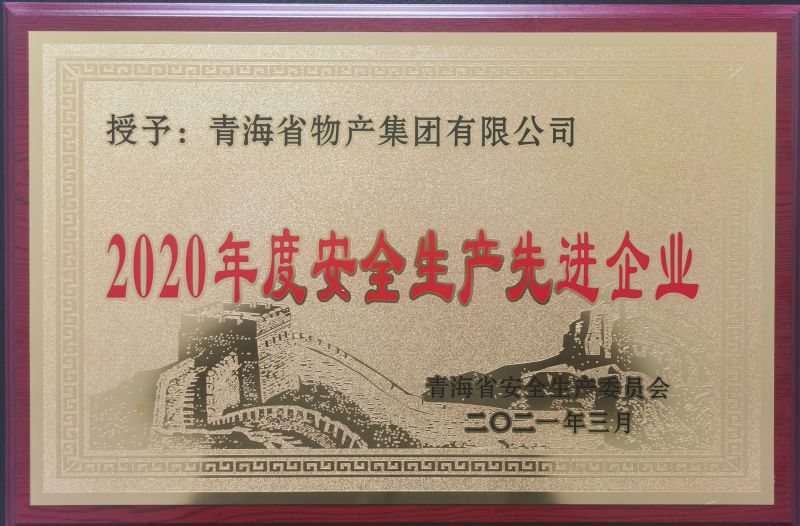 授予：青海省物产集团有限公司
2020年度安全生产先进企业
青海省安全生产委员会
二〇二一年三月